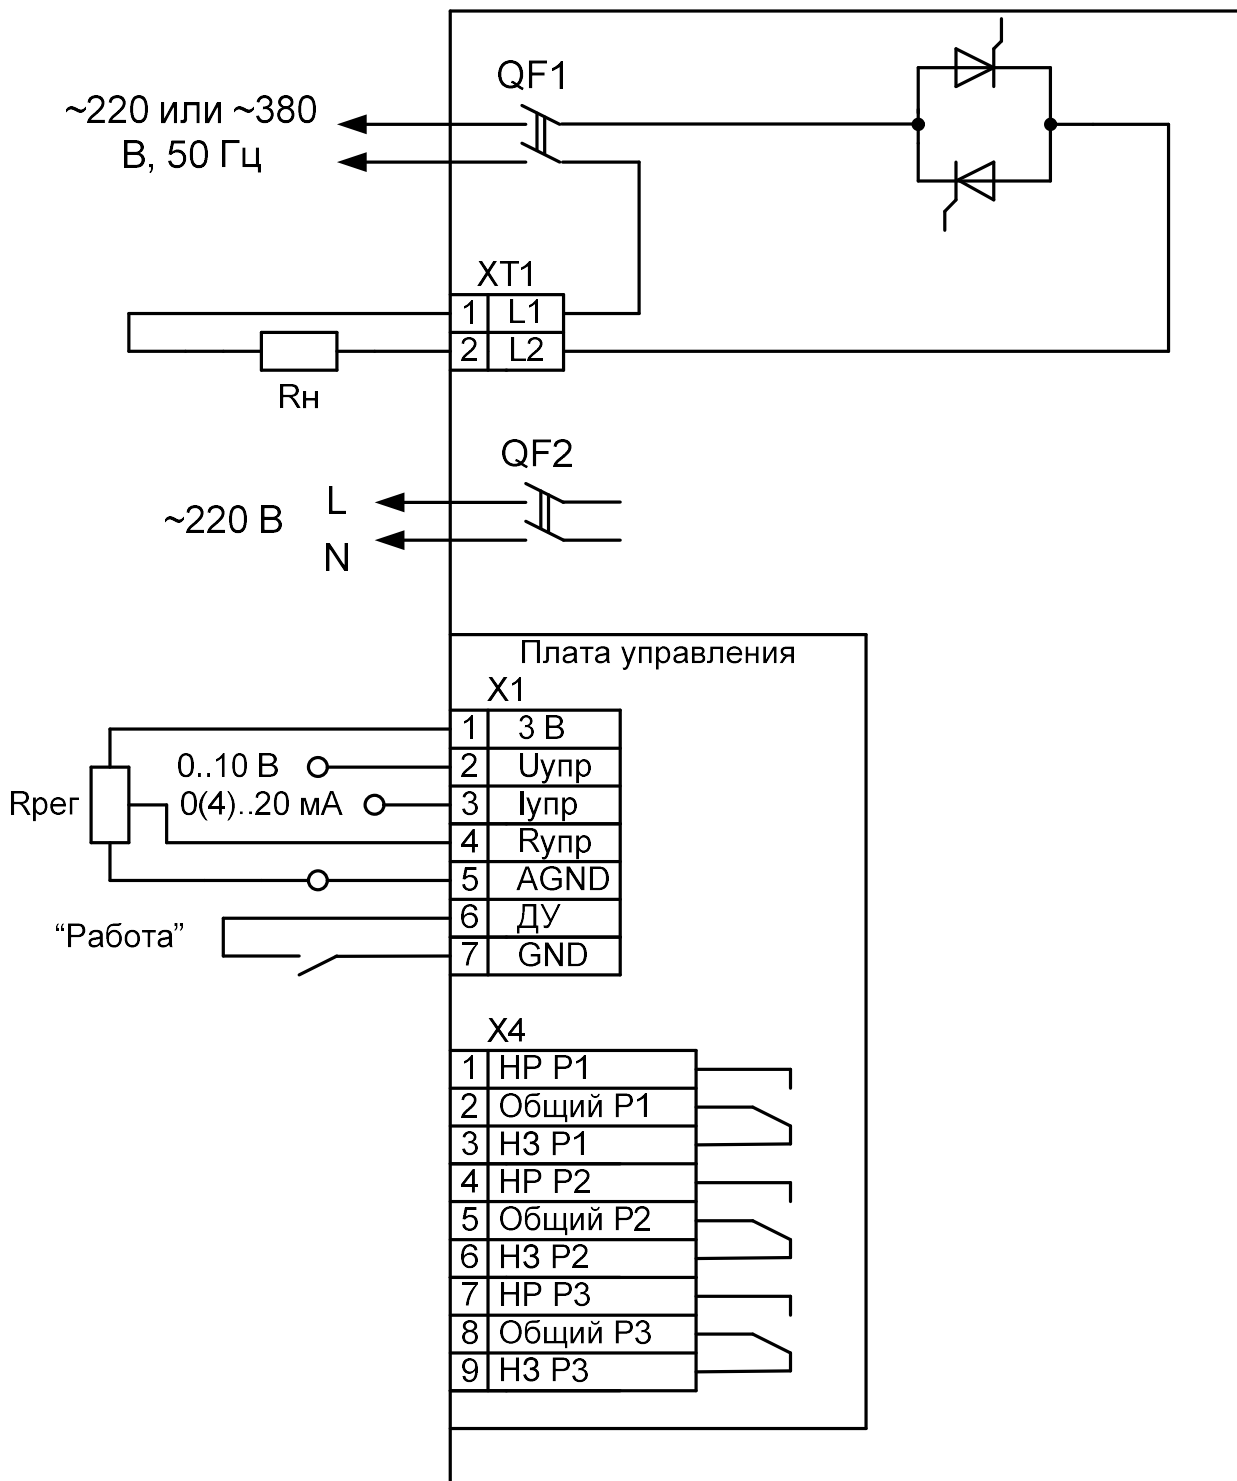 QF1
~220 или ~380
В, 50 Гц
XT1
1 L1
2 L2
Rн
QF2
L
~220 В
N
Плата управления
X1
1 3 В
0..10 В 2 Uупр
Rрег 0(4)..20 мА 3 Iупр
4 Rупр
5 AGND
6 ДУ
“Работа”
7 GND
X4
1 НР Р1
2 Общий Р1
3 НЗ Р1
4 НР Р2
5 Общий Р2
6 НЗ Р2
7 НР Р3
8 Общий Р3
9 НЗ Р3